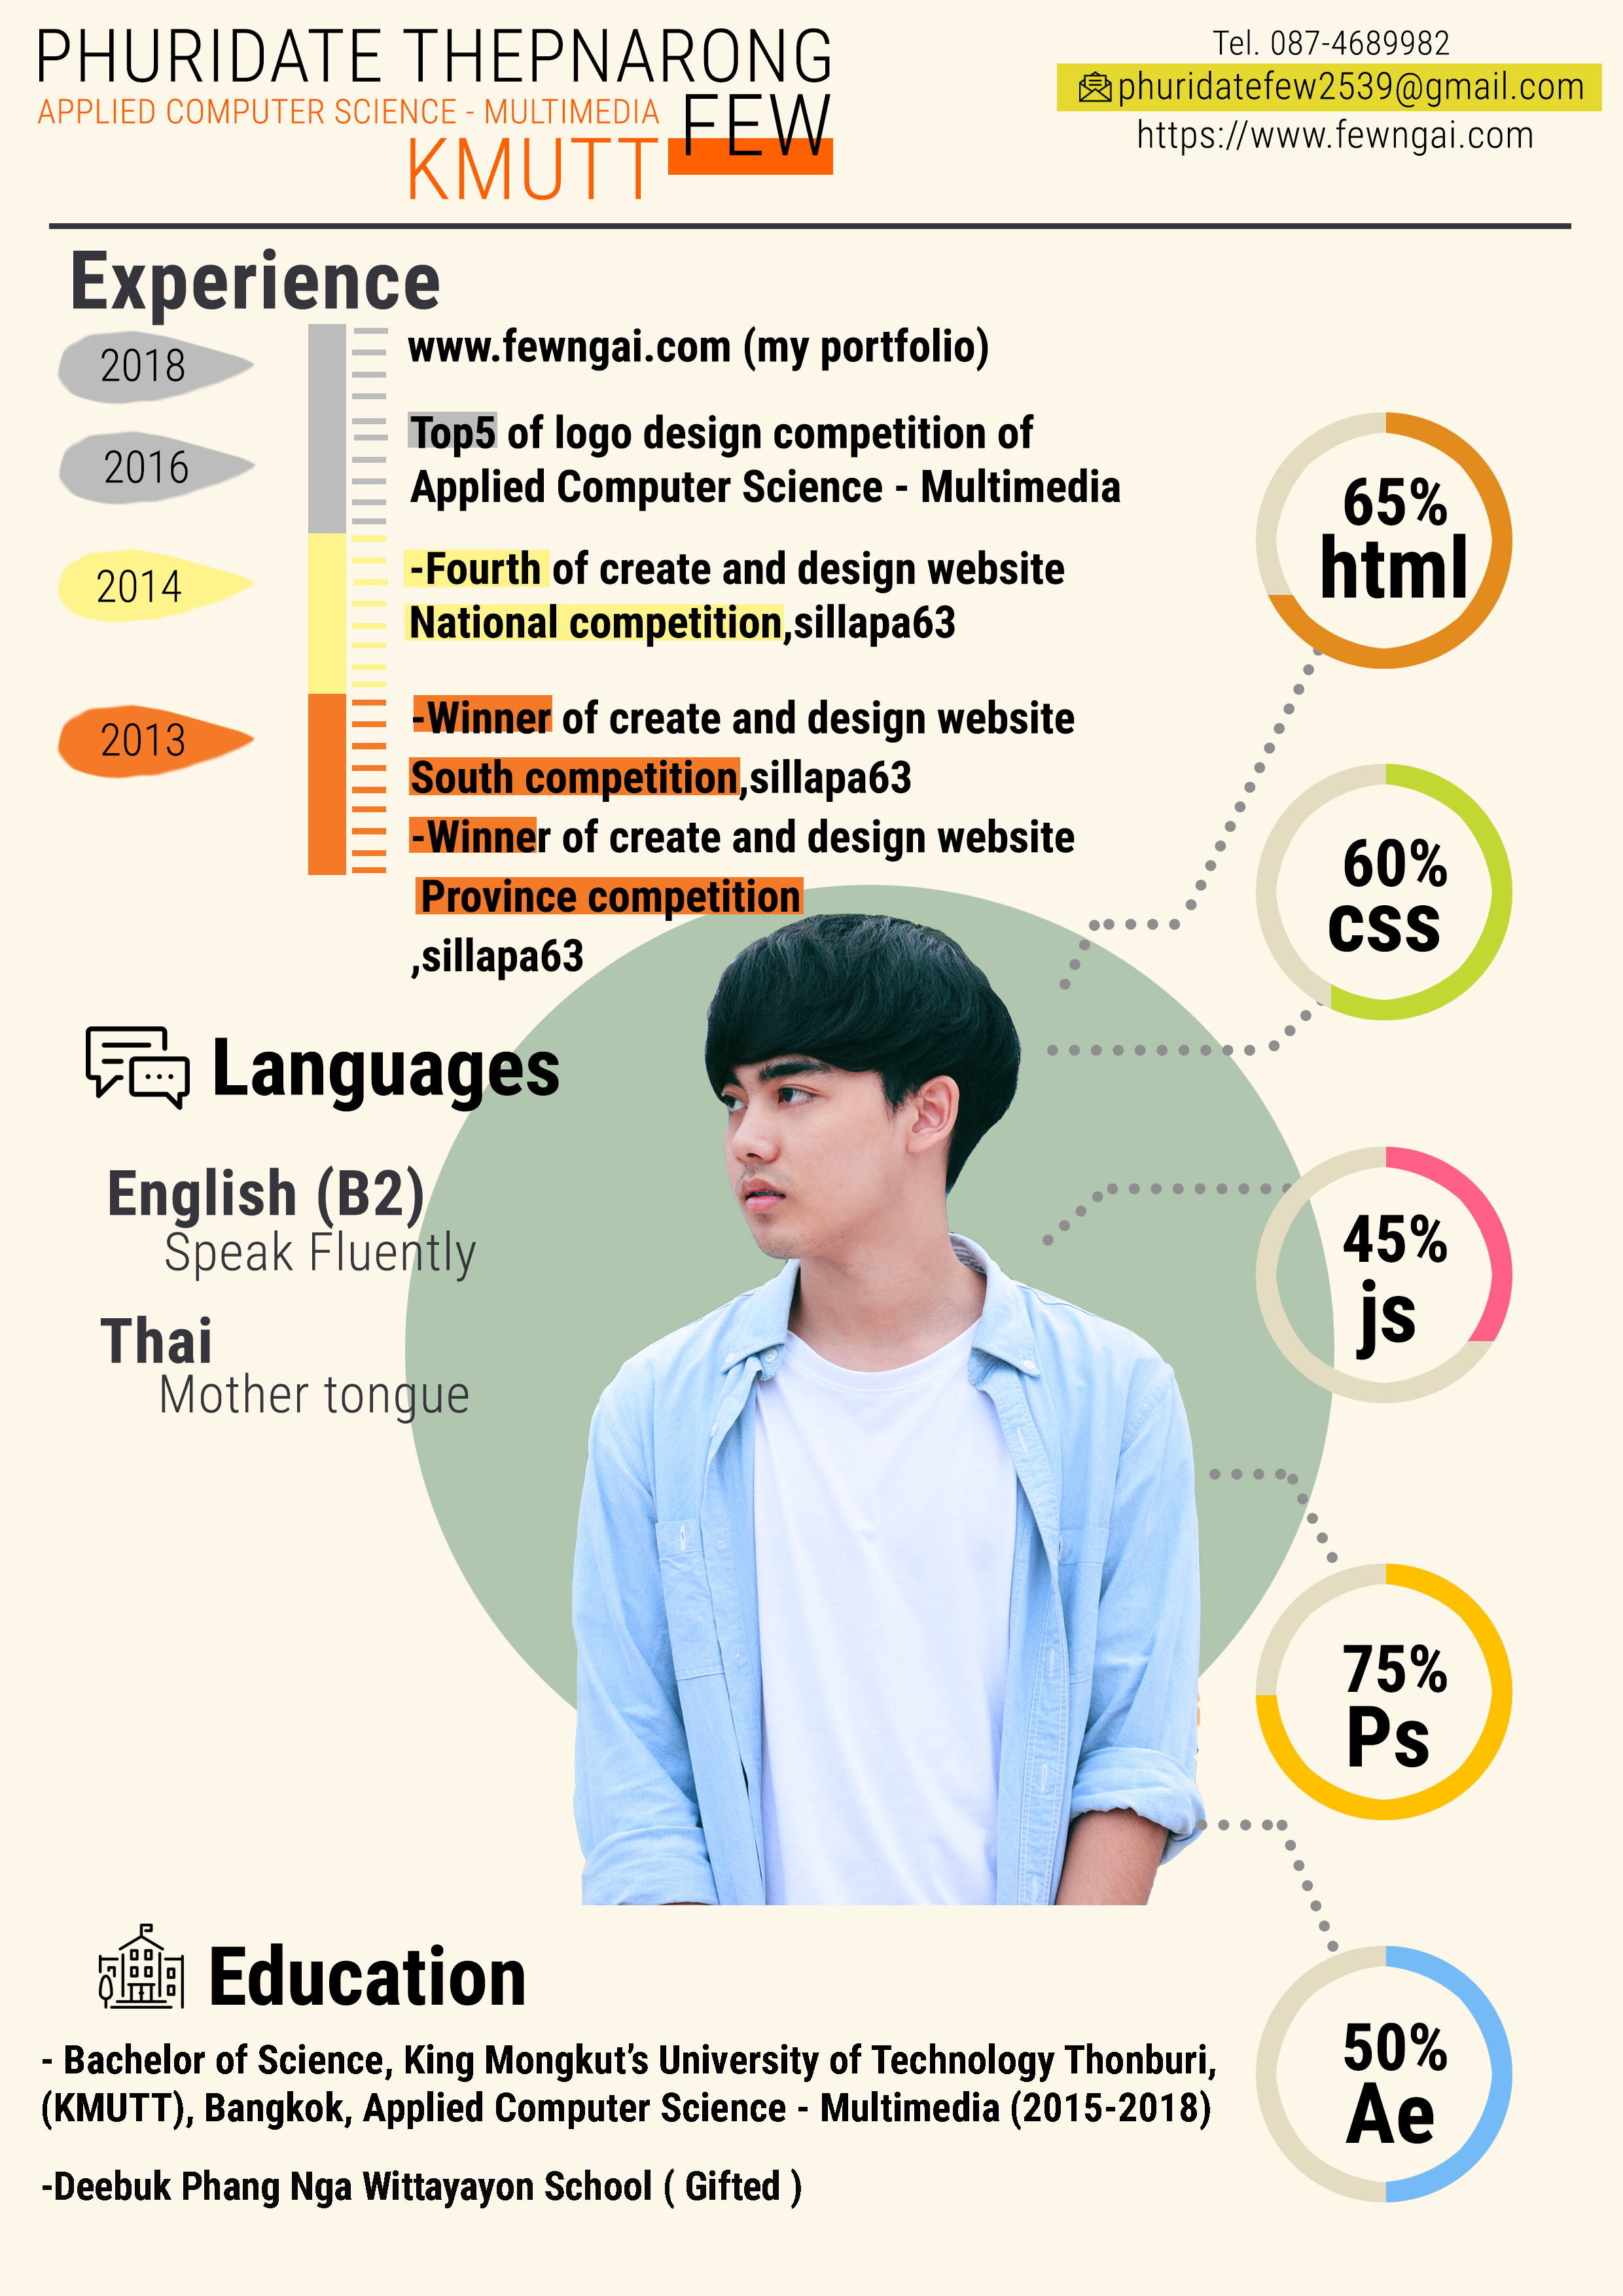 PHURIDATE THEPNARONG
APPLIED COMPUTER SCIENCE - MULTIMEDIA
FEW
KMUTT
Tel. 087-4689982
phuridatefew2539@gmail.com
https://www.fewngai.com
Experience
2018
www.fewngai.com (my portfolio)
2016
Top5 of logo design competition of
Applied Computer Science - Multimedia
2014
-Fourth of create and design website
National competition,sillapa63
2013
-Winner of create and design website
South competition,sillapa63
-Winner of create and design website
Province competition
,sillapa63
65%
html
60%
css
45%
js
75%
Ps
50%
Ae
Languages
English (B2)
Speak Fluently
Thai
Mother tongue
Education
- Bachelor of Science, King Mongkut’s University of Technology Thonburi,
(KMUTT), Bangkok, Applied Computer Science - Multimedia (2015-2018)
-Deebuk Phang Nga Wittayayon School ( Gifted )